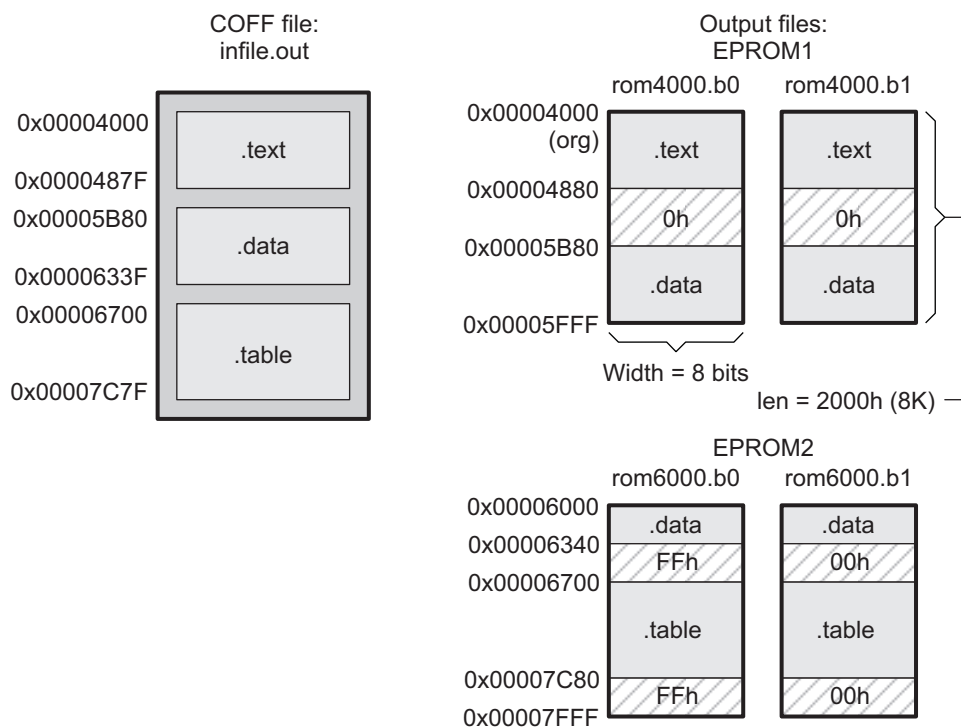 COFF file:
infile.out
0x00004000
.text
0x0000487F
0x00005B80
.data
0x0000633F
0x00006700
.table
0x00007C7F
Output files:
EPROM1
rom4000.b0 rom4000.b1
0x00004000
(org)
.text .text
0x00004880
0h 0h
0x00005B80
.data .data
0x00005FFF
Width = 8 bits
len = 2000h (8K)
EPROM2
rom6000.b0 rom6000.b1
0x00006000
.data .data
0x00006340
FFh 00h
0x00006700
.table .table
0x00007C80
FFh 00h
0x00007FFF